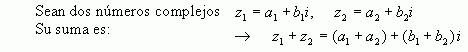 Sean dos números complejos z₁ = a₁ + b₁i, z₂ = a₂ + b₂i
Su suma es: → z₁ + z₂ = (a₁ + a₂) + (b₁ + b₂)i